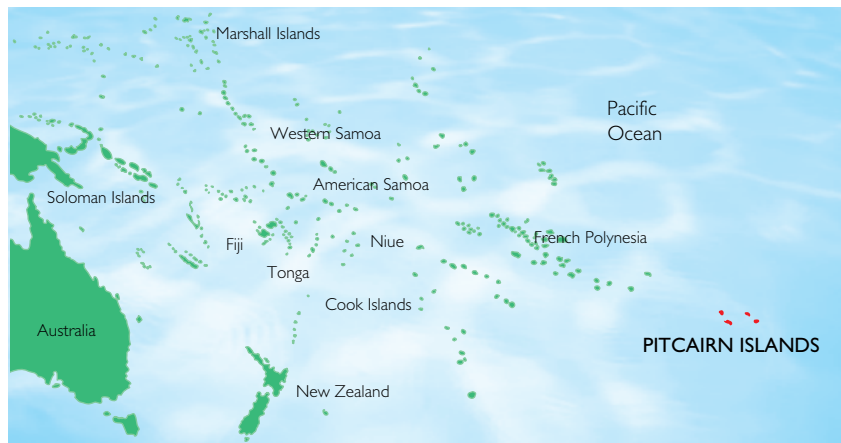 Marshall Islands
Pacific
Ocean
Western Samoa
American Samoa
Soloman Islands
Fiji
Niue
French Polynesia
Tonga
Cook Islands
Australia
PITCAIRN ISLANDS
New Zealand